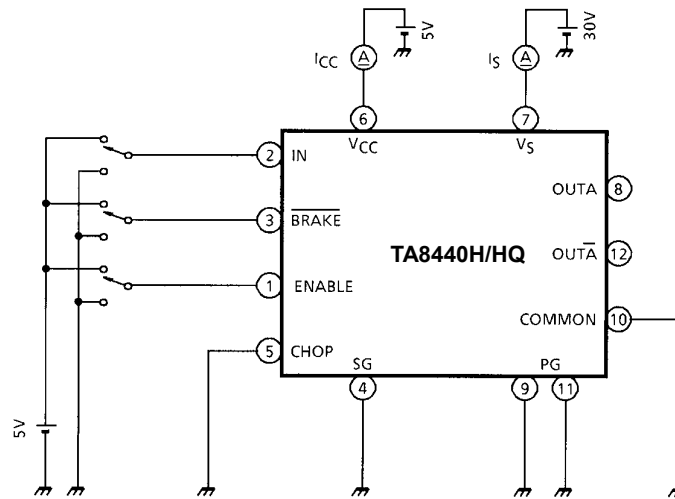 5V
30V
ICC A
IS A
6
7
VCC
VS
2 IN
OUTA 8
3 BRAKE
TA8440H/HQ
OUTA 12
1 ENABLE
COMMON 10
5 CHOP
SG
PG
4
9
11
5V